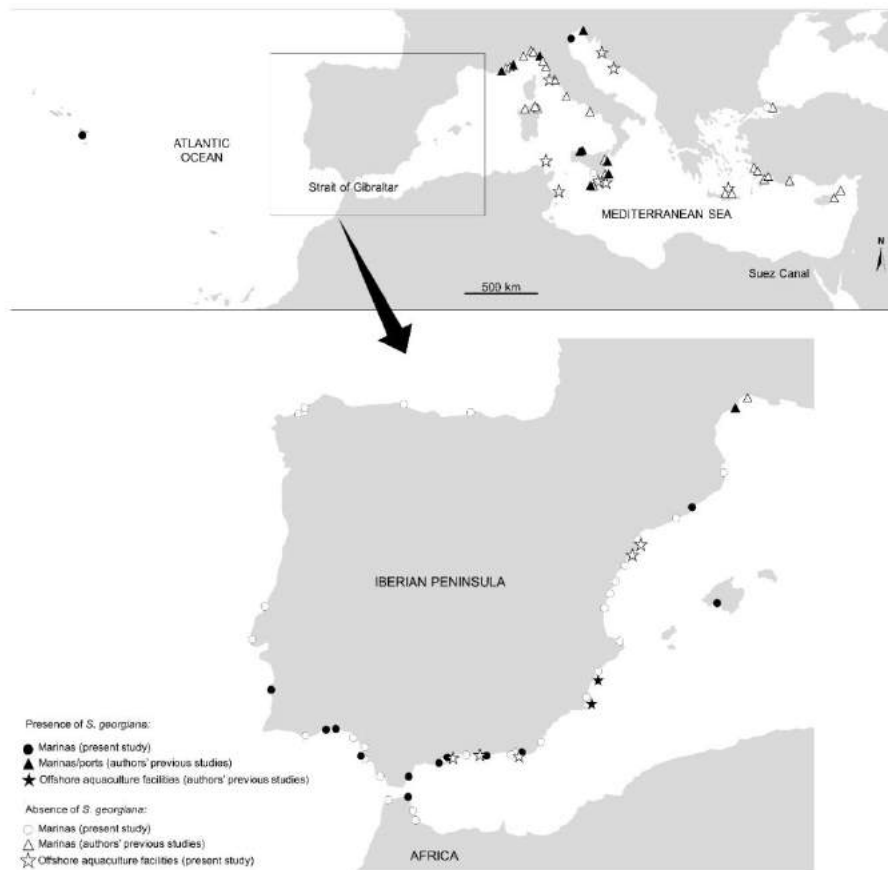 ATLANTIC
OCEAN
Strait of Gibraltar
MEDITERRANEAN SEA
N
Suez Canal
500 km
IBERIAN PENINSULA
Presence of S. georgiana:
Marinas (present study)
Marinas/ports (authors' previous studies)
Offshore aquaculture facilities (authors' previous studies)
Absence of S. georgiana:
Marinas (present study)
Marinas (authors' previous studies)
Offshore aquaculture facilities (present study)
AFRICA